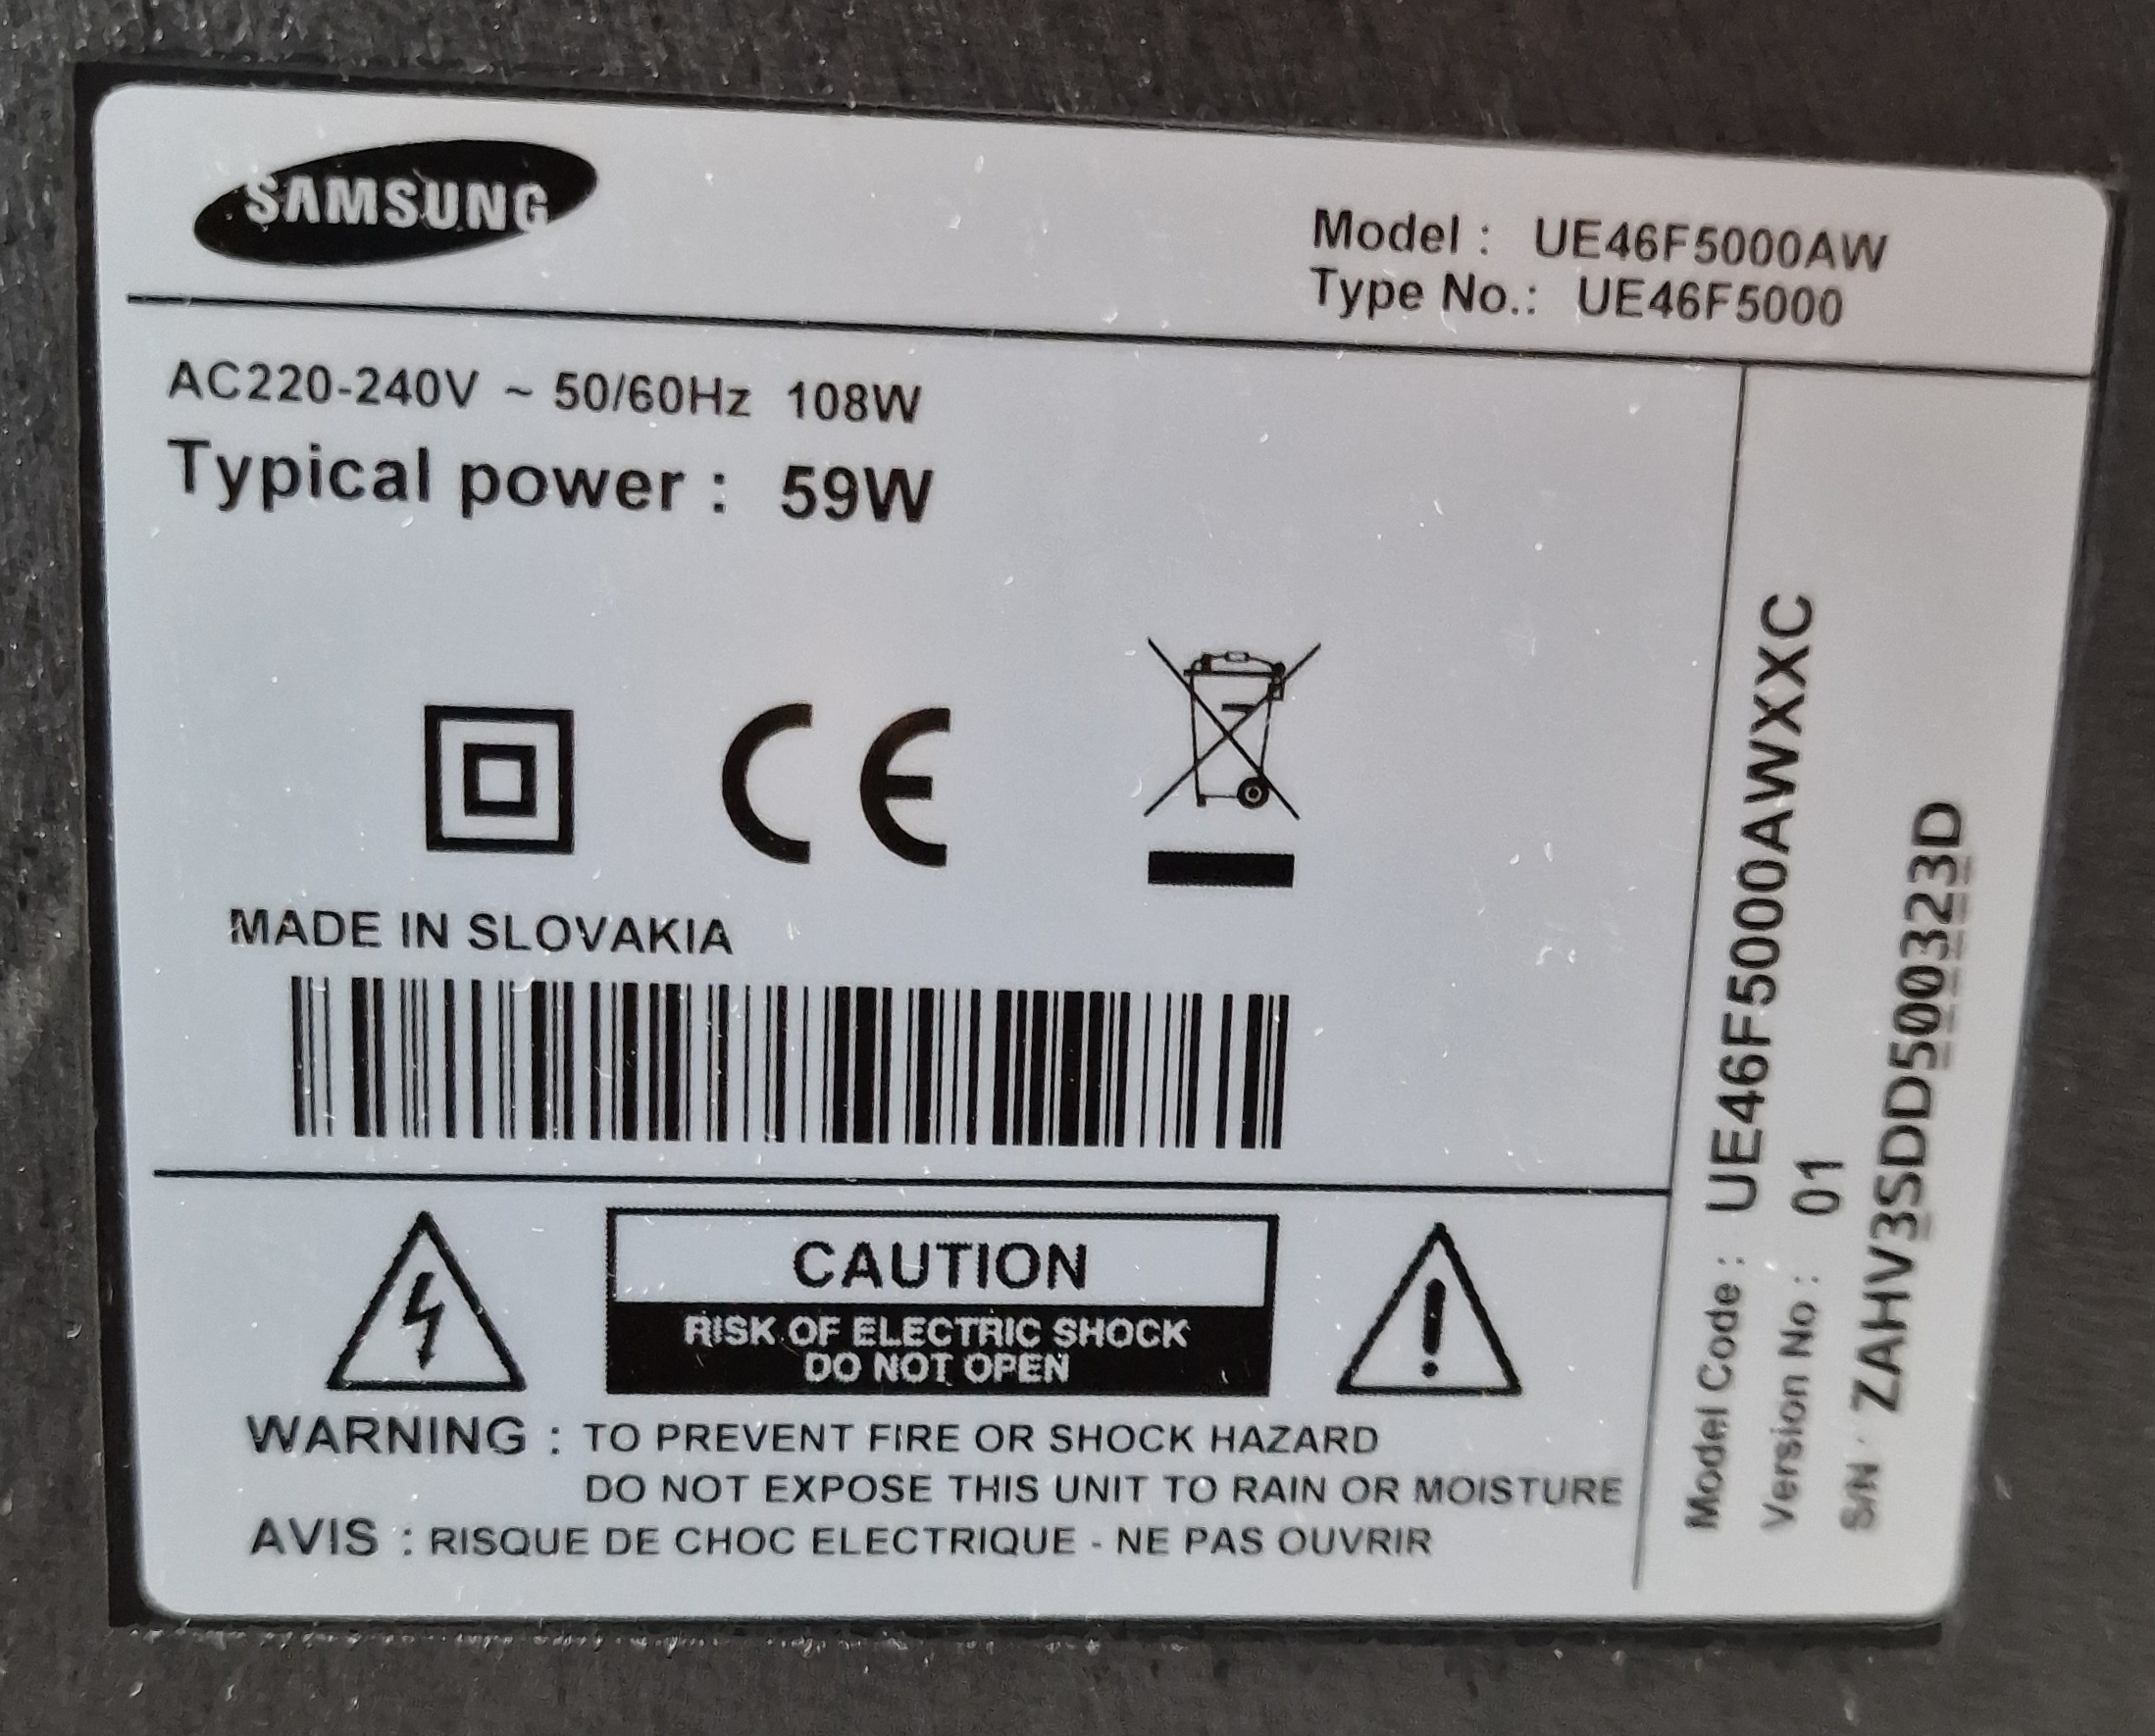 SAMSUNG
Model : UE46F5000AW
Type No.: UE46F5000
AC220-240V ~ 50/60Hz 108W
Typical power : 59W
CE
MADE IN SLOVAKIA
CAUTION
RISK OF ELECTRIC SHOCK
DO NOT OPEN
WARNING : TO PREVENT FIRE OR SHOCK HAZARD
DO NOT EXPOSE THIS UNIT TO RAIN OR MOISTURE
AVIS : RISQUE DE CHOC ELECTRIQUE - NE PAS OUVRIR
Model Code : UE46F5000AWXXC
Version No : 01
S/N : ZAHV3SDD500323D